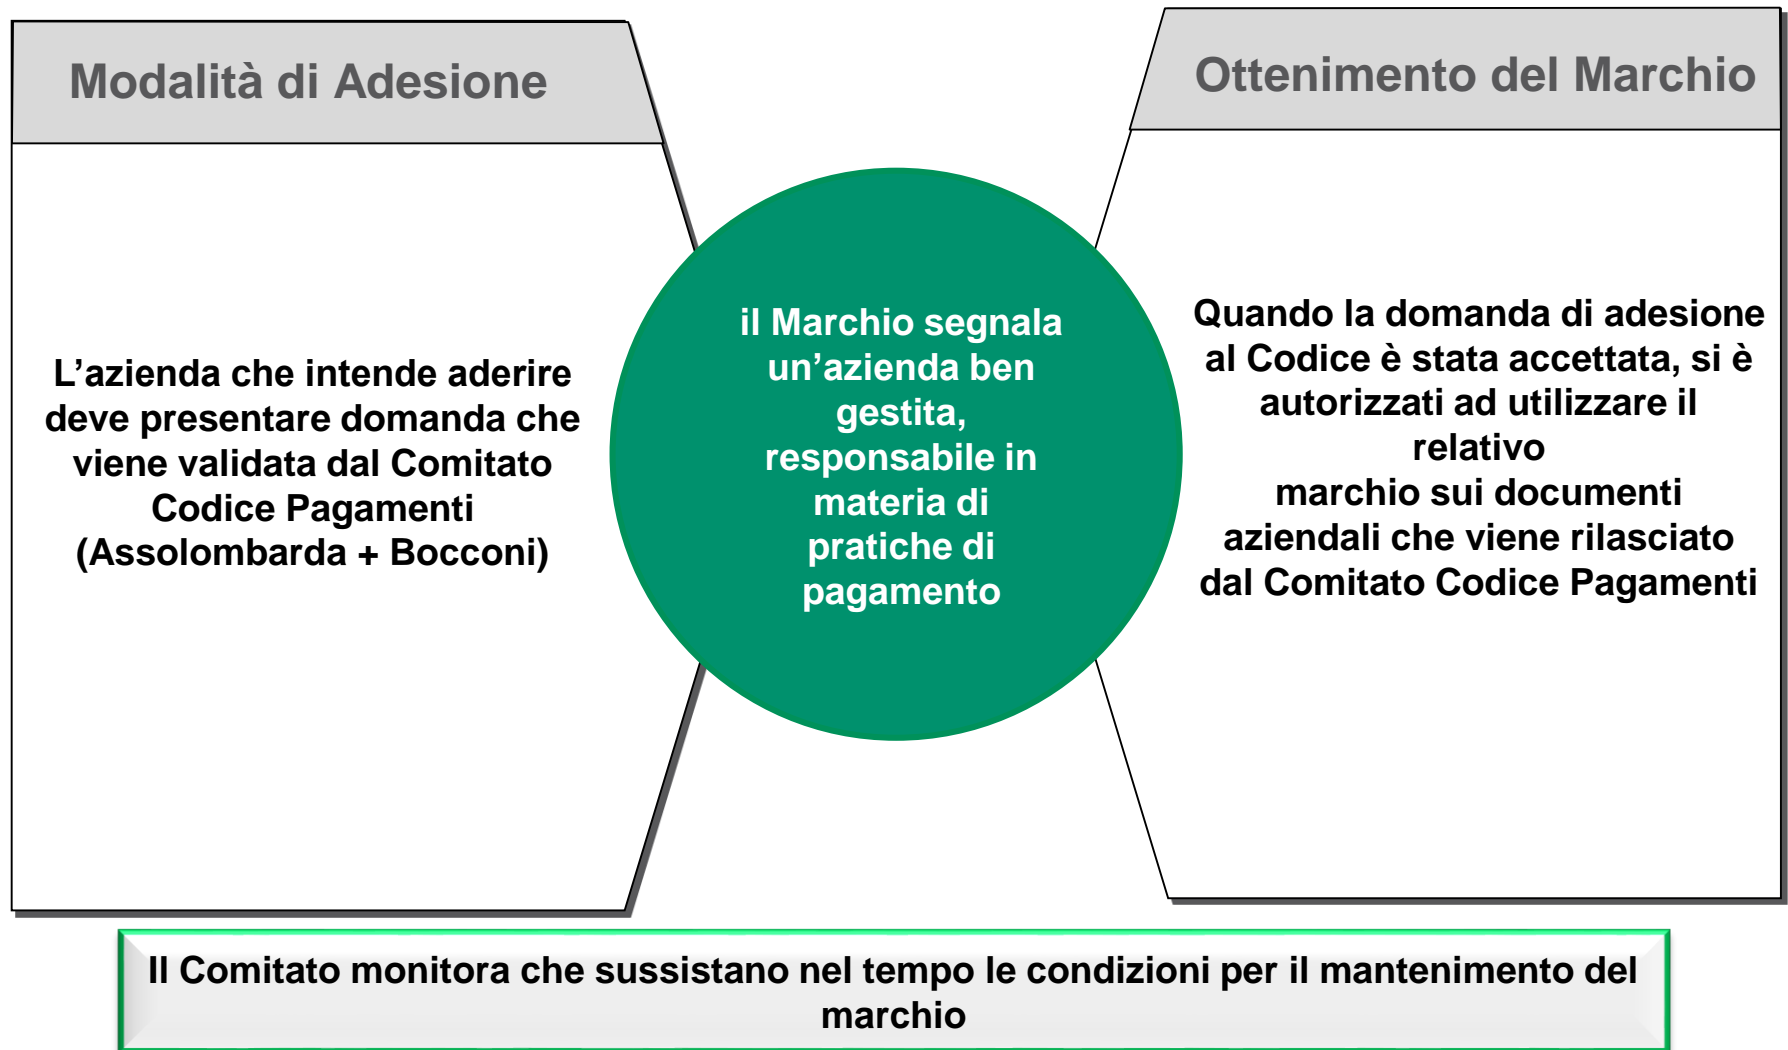 Modalità di Adesione
L’azienda che intende aderire
deve presentare domanda che
viene validata dal Comitato
Codice Pagamenti
(Assolombarda + Bocconi)
il Marchio segnala
un’azienda ben
gestita,
responsabile in
materia di
pratiche di
pagamento
Ottenimento del Marchio
Quando la domanda di adesione
al Codice è stata accettata, si è
autorizzati ad utilizzare il
relativo
marchio sui documenti
aziendali che viene rilasciato
dal Comitato Codice Pagamenti
Il Comitato monitora che sussistano nel tempo le condizioni per il mantenimento del
marchio